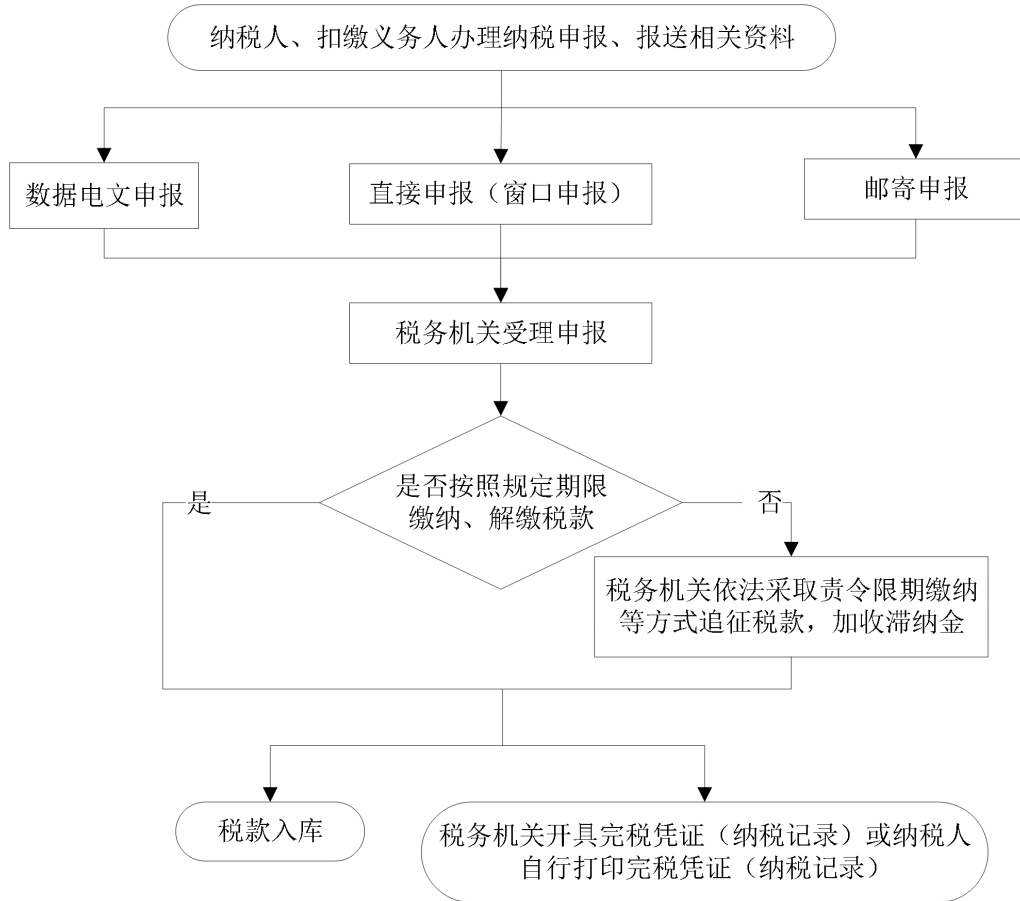 纳税人、扣缴义务人办理纳税申报、报送相关资料
数据电文申报
直接申报（窗口申报）
邮寄申报
税务机关受理申报
是否按照规定期限
缴纳、解缴税款
是
否
税务机关依法采取责令限期缴纳
等方式追征税款，加收滞纳金
税款入库
税务机关开具完税凭证（纳税记录）或纳税人
自行打印完税凭证（纳税记录）